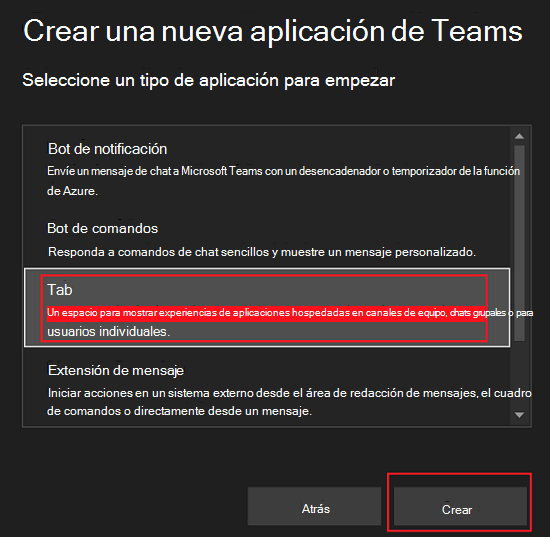 Crear una nueva aplicación de Teams
Seleccione un tipo de aplicación para empezar
Bot de notificación
Envíe un mensaje de chat a Microsoft Teams con un desencadenador o temporizador de la función
de Azure.
Bot de comandos
Responda a comandos de chat sencillos y muestre un mensaje personalizado.
Tab
Un espacio para mostrar experiencias de aplicaciones hospedadas en canales de equipo, chats grupales o para
usuarios individuales.
Extensión de mensaje
Iniciar acciones en un sistema externo desde el área de redacción de mensajes, el cuadro
de comandos o directamente desde un mensaje.
Atrás
Crear